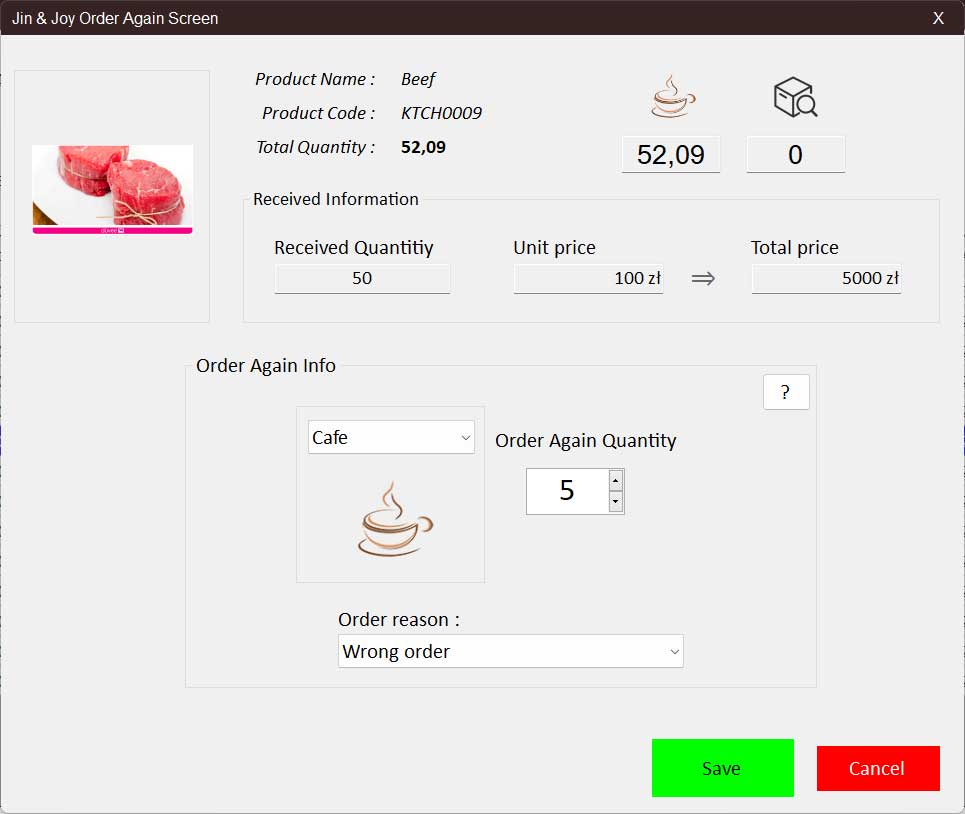 Jin & Joy Order Again Screen X
Product Name : Beef
Product Code : KTCH0009
Total Quantity : 52,09
52,09 0
Received Information
Received Quantitiy Unit price Total price
50 100 zł ⇒ 5000 zł
Order Again Info
?
Cafe
Order Again Quantity
5
Order reason :
Wrong order
Save Cancel